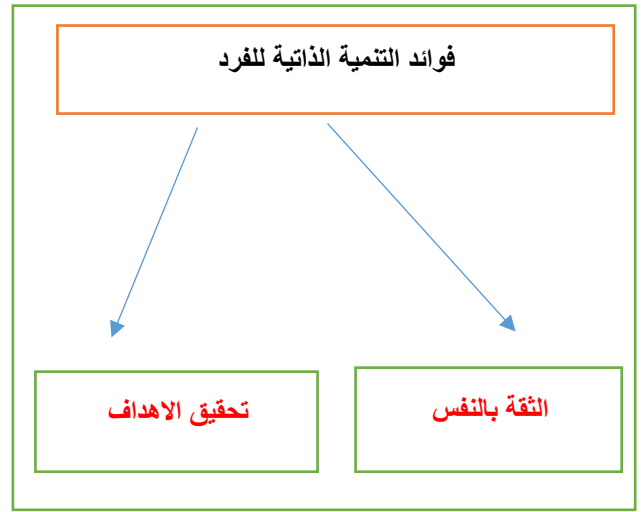 فوائد التنمية الذاتية للفرد
الثقة بالنفس
تحقيق الاهداف